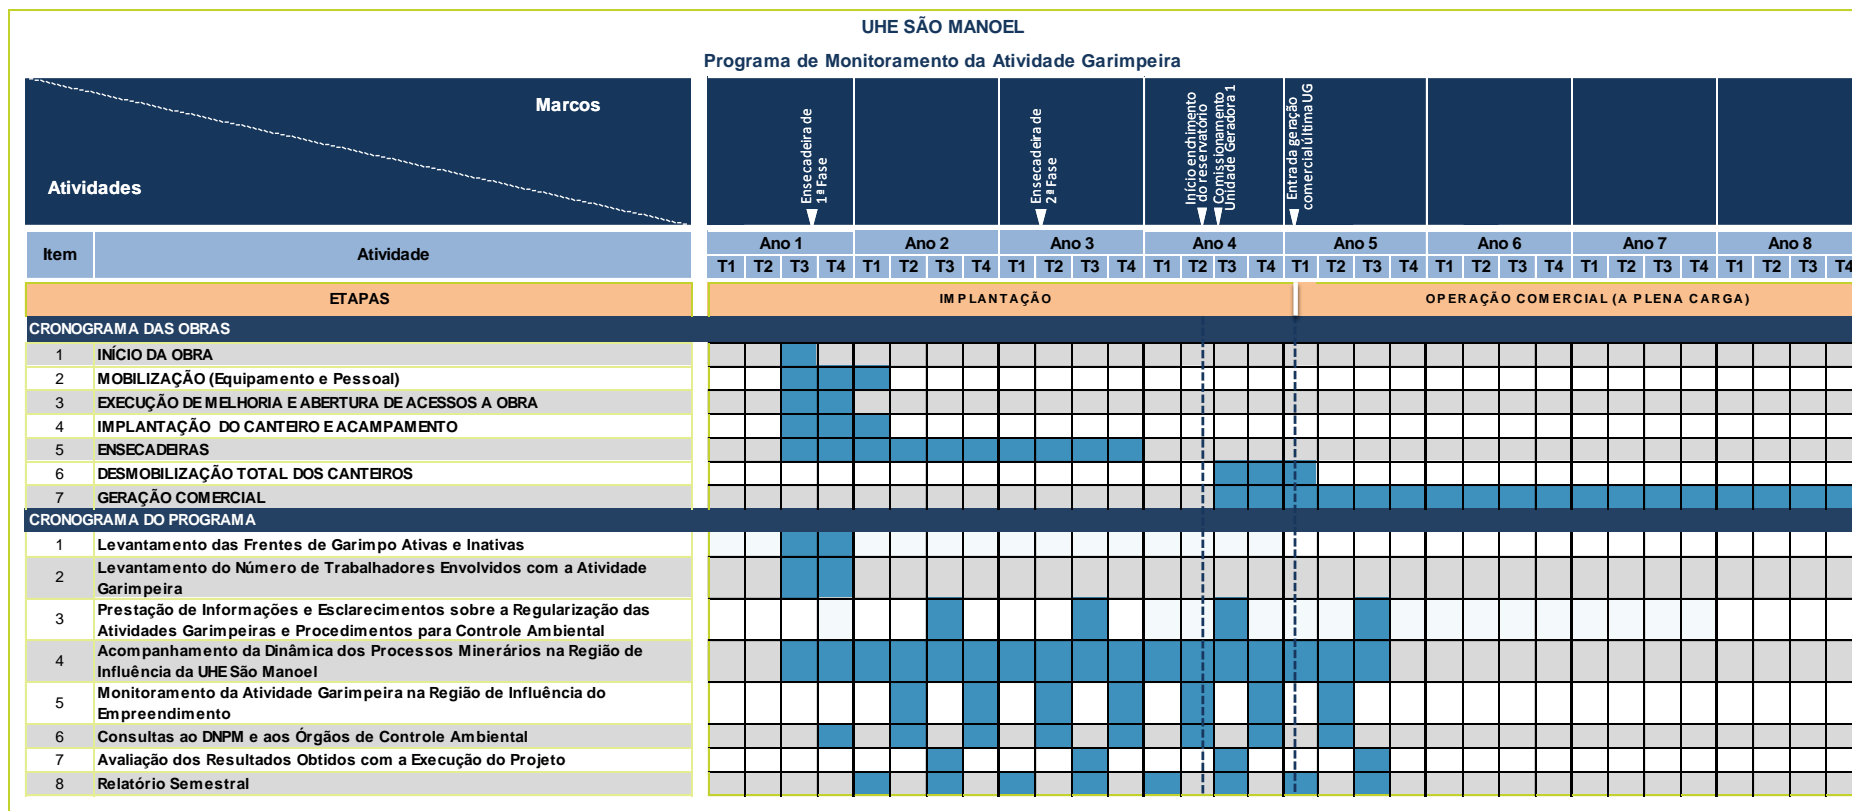 UHE SÃO MANOEL
Programa de Monitoramento da Atividade Garimpeira
Marcos
Atividades
Ensecadeira de
1ª Fase
Ensecadeira de
2ª Fase
Início enchimento
do reservatório
Comissionamento
Unidade Geradora 1
Entrada geração
comercial última UG
Item Atividade
Ano 1 Ano 2 Ano 3 Ano 4 Ano 5 Ano 6 Ano 7 Ano 8
T1 T2 T3 T4 T1 T2 T3 T4 T1 T2 T3 T4 T1 T2 T3 T4 T1 T2 T3 T4 T1 T2 T3 T4 T1 T2 T3 T4 T1 T2 T3 T4
ETAPAS IMPLANTAÇÃO OPERAÇÃO COMERCIAL (A PLENA CARGA)
CRONOGRAMA DAS OBRAS
1 INÍCIO DA OBRA
2 MOBILIZAÇÃO (Equipamento e Pessoal)
3 EXECUÇÃO DE MELHORIA E ABERTURA DE ACESSOS A OBRA
4 IMPLANTAÇÃO DO CANTEIRO E ACAMPAMENTO
5 ENSECADEIRAS
6 DESMOBILIZAÇÃO TOTAL DOS CANTEIROS
7 GERAÇÃO COMERCIAL
CRONOGRAMA DO PROGRAMA
1 Levantamento das Frentes de Garimpo Ativas e Inativas
2 Levantamento do Número de Trabalhadores Envolvidos com a Atividade
Garimpeira
3 Prestação de Informações e Esclarecimentos sobre a Regularização das
Atividades Garimpeiras e Procedimentos para Controle Ambiental
4 Acompanhamento da Dinâmica dos Processos Minerários na Região de
Influência da UHE São Manoel
5 Monitoramento da Atividade Garimpeira na Região de Influência do
Empreendimento
6 Consultas ao DNPM e aos Órgãos de Controle Ambiental
7 Avaliação dos Resultados Obtidos com a Execução do Projeto
8 Relatório Semestral